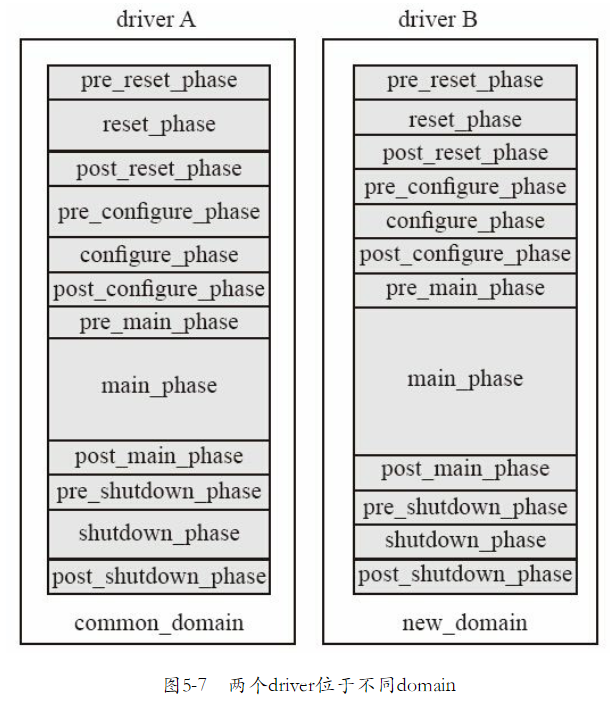 driver A
pre_reset_phase
reset_phase
post_reset_phase
pre_configure_phase
configure_phase
post_configure_phase
pre_main_phase
main_phase
post_main_phase
pre_shutdown_phase
shutdown_phase
post_shutdown_phase
common_domain
driver B
pre_reset_phase
reset_phase
post_reset_phase
pre_configure_phase
configure_phase
post_configure_phase
pre_main_phase
main_phase
post_main_phase
pre_shutdown_phase
shutdown_phase
post_shutdown_phase
new_domain
图5-7 两个driver位于不同domain